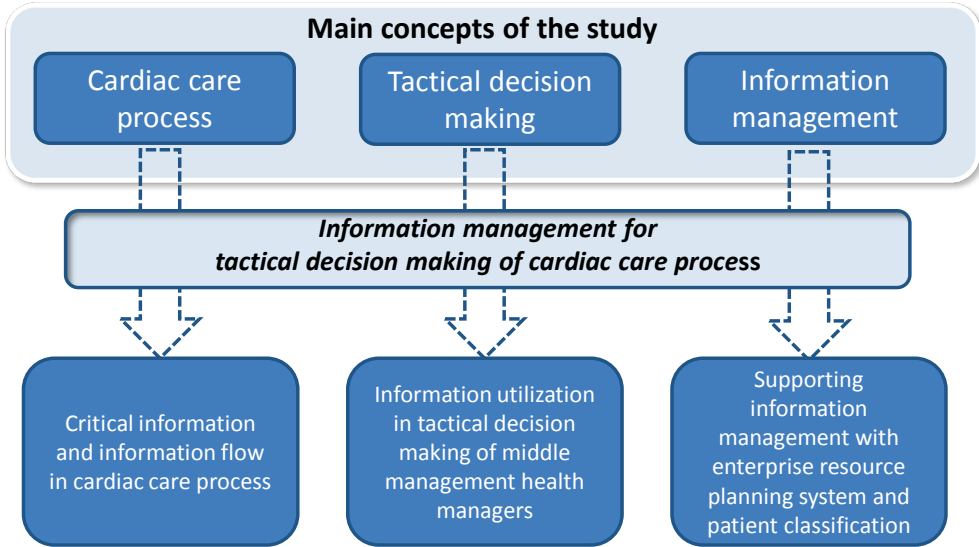 Main concepts of the study
Cardiac care
process
Tactical decision
making
Information
management
Information management for
tactical decision making of cardiac care process
Critical information
and information flow
in cardiac care process
Information utilization
in tactical decision
making of middle
management health
managers
Supporting
information
management with
enterprise resource
planning system and
patient classification